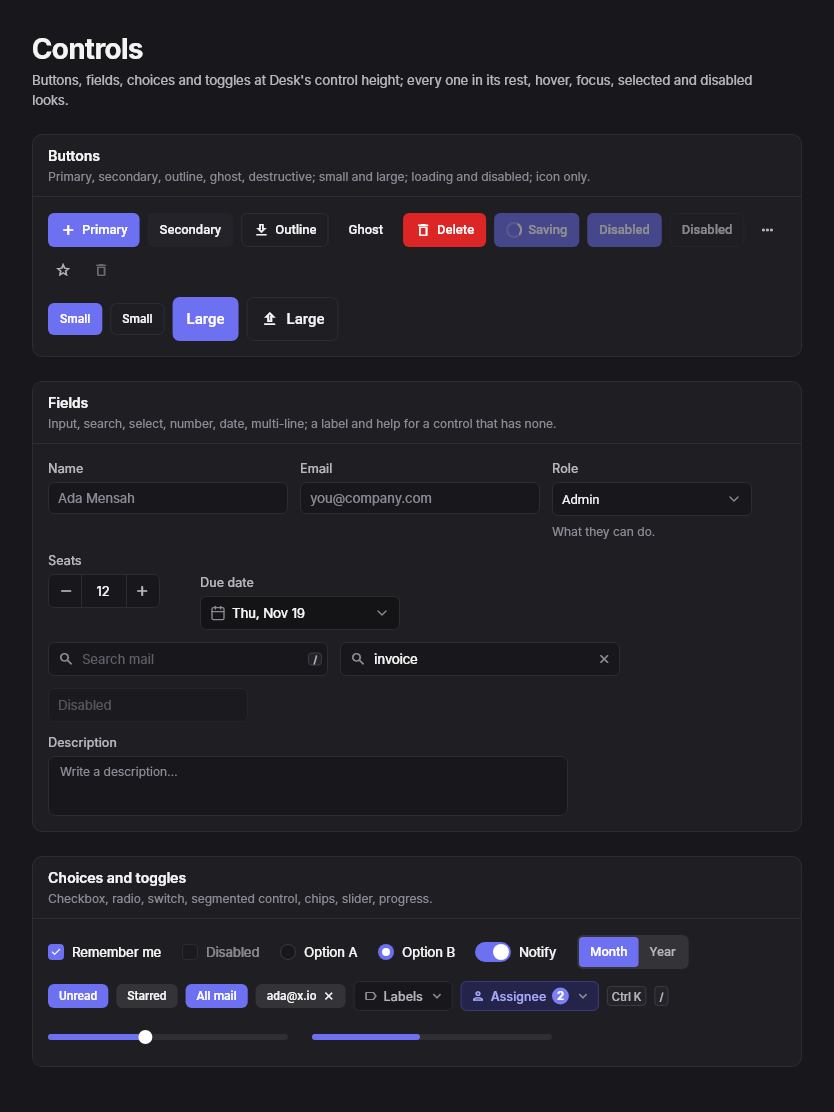 Controls
Buttons, fields, choices and toggles at Desk's control height; every one in its rest, hover, focus, selected and disabled
looks.
Buttons
Primary, secondary, outline, ghost, destructive; small and large; loading and disabled; icon only.
Primary Secondary Outline Ghost Delete Saving Disabled Disabled
Small Small Large Large
Fields
Input, search, select, number, date, multi-line; a label and help for a control that has none.
Name Email Role
Ada Mensah you@company.com Admin
What they can do.
Seats
Due date
12
Thu, Nov 19
Search mail / invoice
Disabled
Description
Write a description...
Choices and toggles
Checkbox, radio, switch, segmented control, chips, slider, progress.
Remember me Disabled Option A Option B Notify Month Year
Unread Starred All mail ada@x.io Labels Assignee 2 Ctrl K /